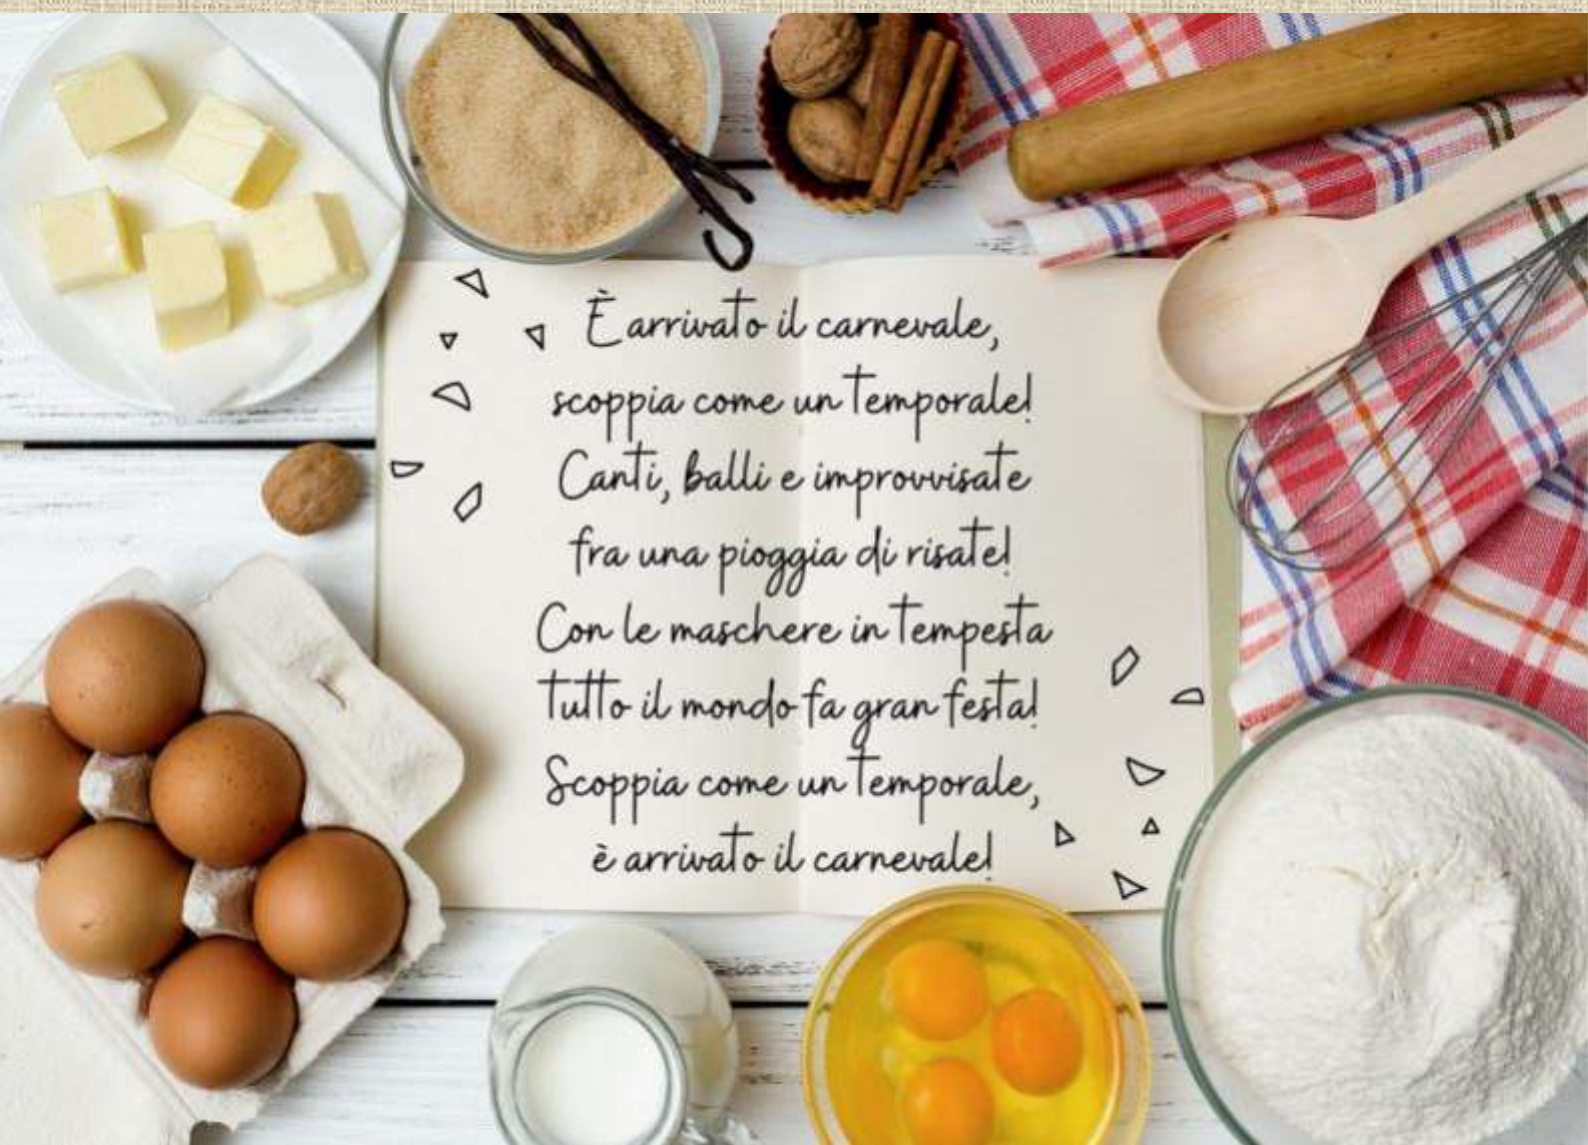 È arrivato il carnevale,
scoppia come un temporale!
Canti, balli e improvvisate
fra una pioggia di risate!
Con le maschere in tempesta
tutto il mondo fa gran festa!
Scoppia come un temporale,
è arrivato il carnevale!